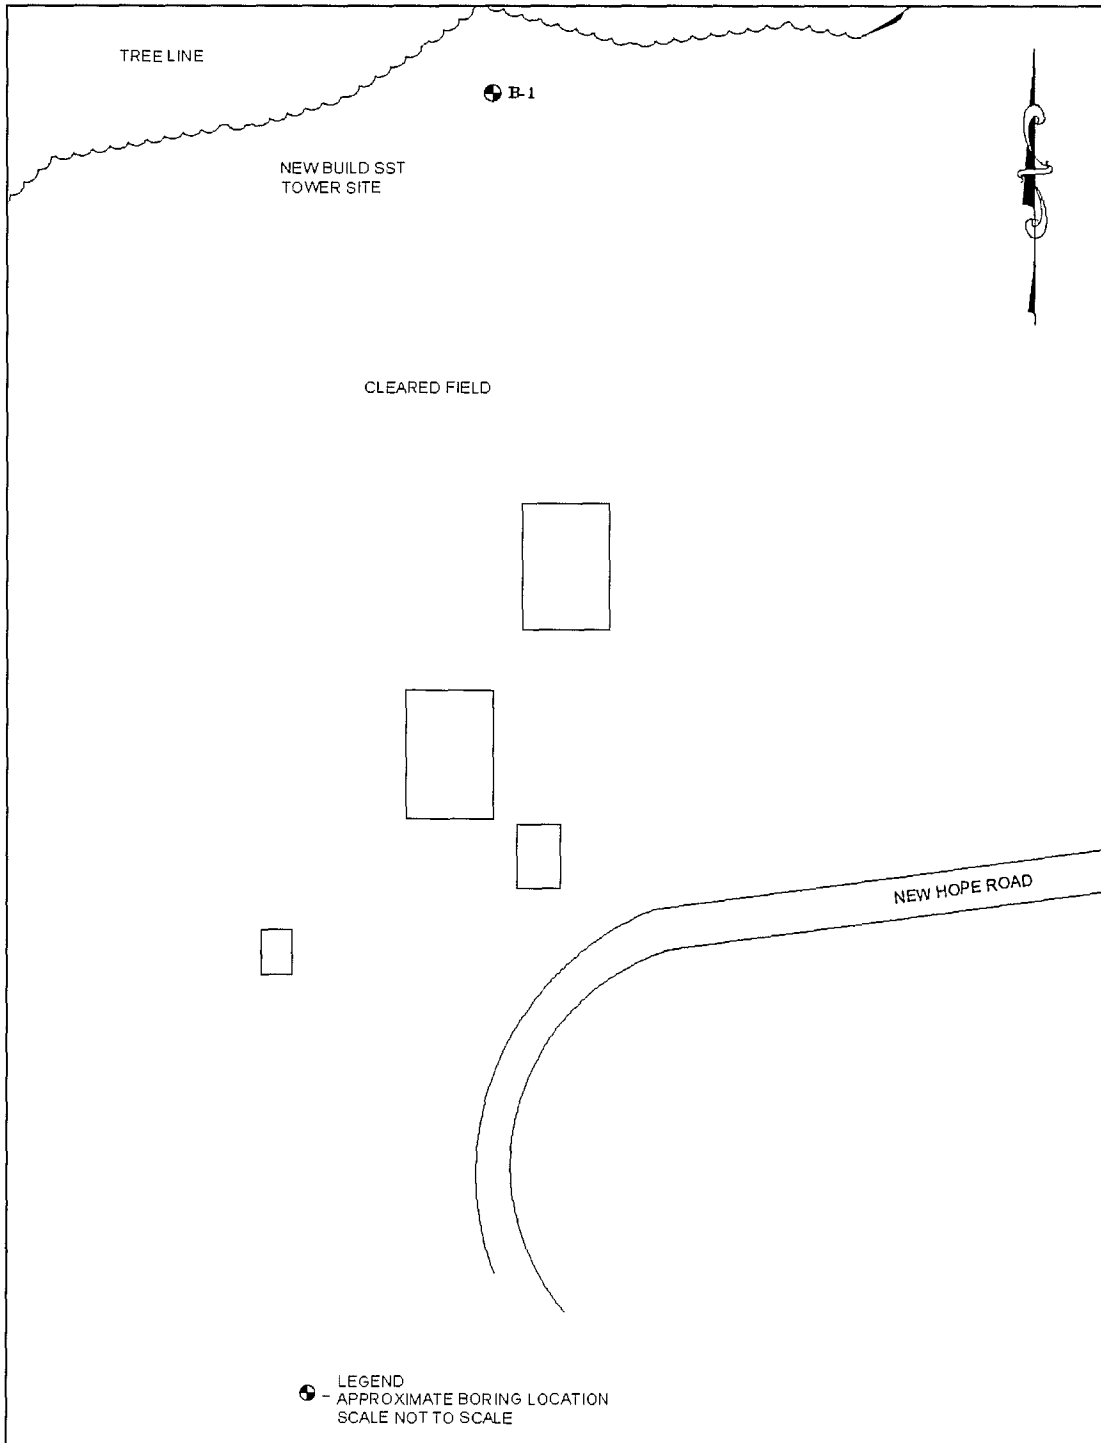 TREE LINE
B-1
NEW BUILD SST
TOWER SITE
CLEARED FIELD
NEW HOPE ROAD
LEGEND
- APPROXIMATE BORING LOCATION
SCALE NOT TO SCALE